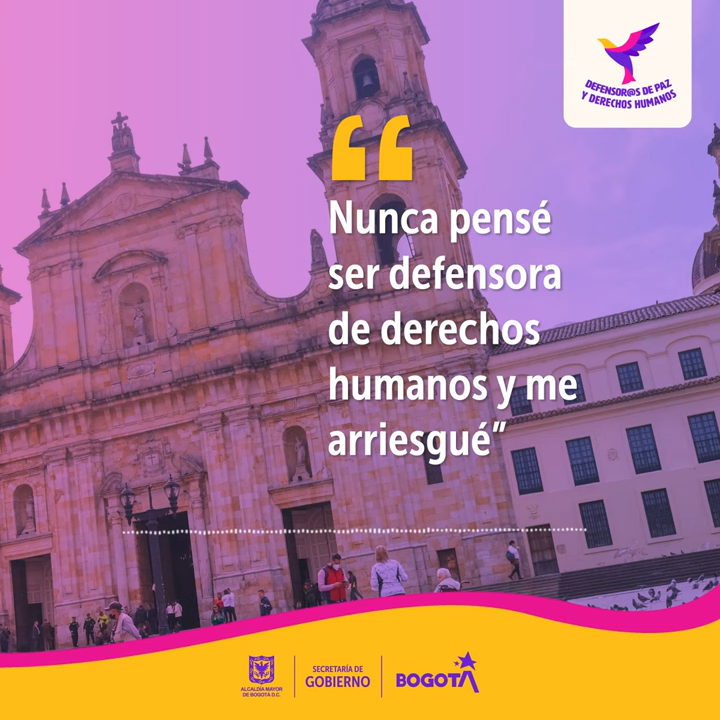 DEFENSOR@S DE PAZ
Y DERECHOS HUMANOS
“
Nunca pensé
ser defensora
de derechos
humanos y me
arriesgué”
ALCALDÍA MAYOR
DE BOGOTÁ D.C.
SECRETARÍA DE
GOBIERNO
BOGOTÁ